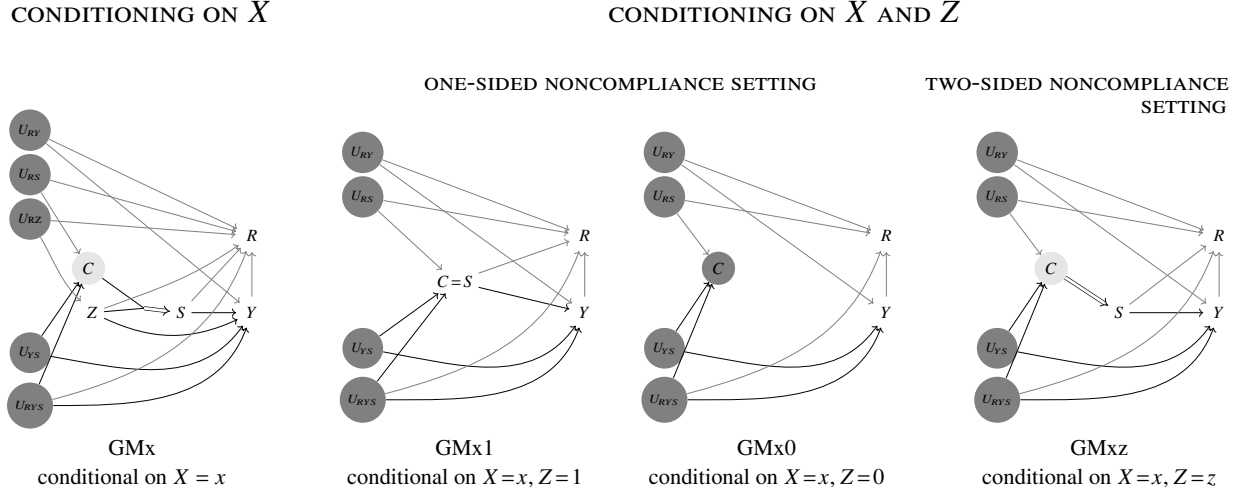 CONDITIONING ON X
CONDITIONING ON X AND Z
ONE-SIDED NONCOMPLIANCE SETTING
TWO-SIDED NONCOMPLIANCE
SETTING
U_RY
U_RS
U_RZ
R
C
Z
S
Y
U_YS
U_RYS
GMx
conditional on X = x
U_RY
U_RS
R
C=S
Y
U_YS
U_RYS
GMx1
conditional on X=x, Z=1
U_RY
U_RS
R
C
Y
U_YS
U_RYS
GMx0
conditional on X=x, Z=0
U_RY
U_RS
R
C
S
Y
U_YS
U_RYS
GMxz
conditional on X=x, Z=z